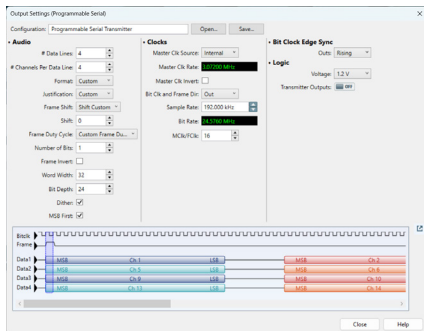 Output Settings (Programmable Serial)
Configuration: Programmable Serial Transmitter Open... Save...
Audio
# Data Lines: 4
# Channels Per Data Line: 4
Format: Custom
Justification: Custom
Frame Shift: Shift Custom
Shift: 0
Frame Duty Cycle: Custom Frame Du...
Number of Bits: 1
Frame Invert:
Word Width: 32
Bit Depth: 24
Dither:
MSB First:
Clocks
Master Clk Source: Internal
Master Clk Rate: 3.07200 MHz
Master Clk Invert:
Bit Clk and Frame Dir: Out
Sample Rate: 192.000 kHz
Bit Rate: 24.5760 MHz
MClk/FClk: 16
Bit Clock Edge Sync
Outs: Rising
Logic
Voltage: 1.2 V
Transmitter Outputs: OFF
Bitclk
Frame
Data1 MSB Ch 1 LSB MSB Ch 2
Data2 MSB Ch 5 LSB MSB Ch 6
Data3 MSB Ch 9 LSB MSB Ch 10
Data4 MSB Ch 13 LSB MSB Ch 14
Close Help